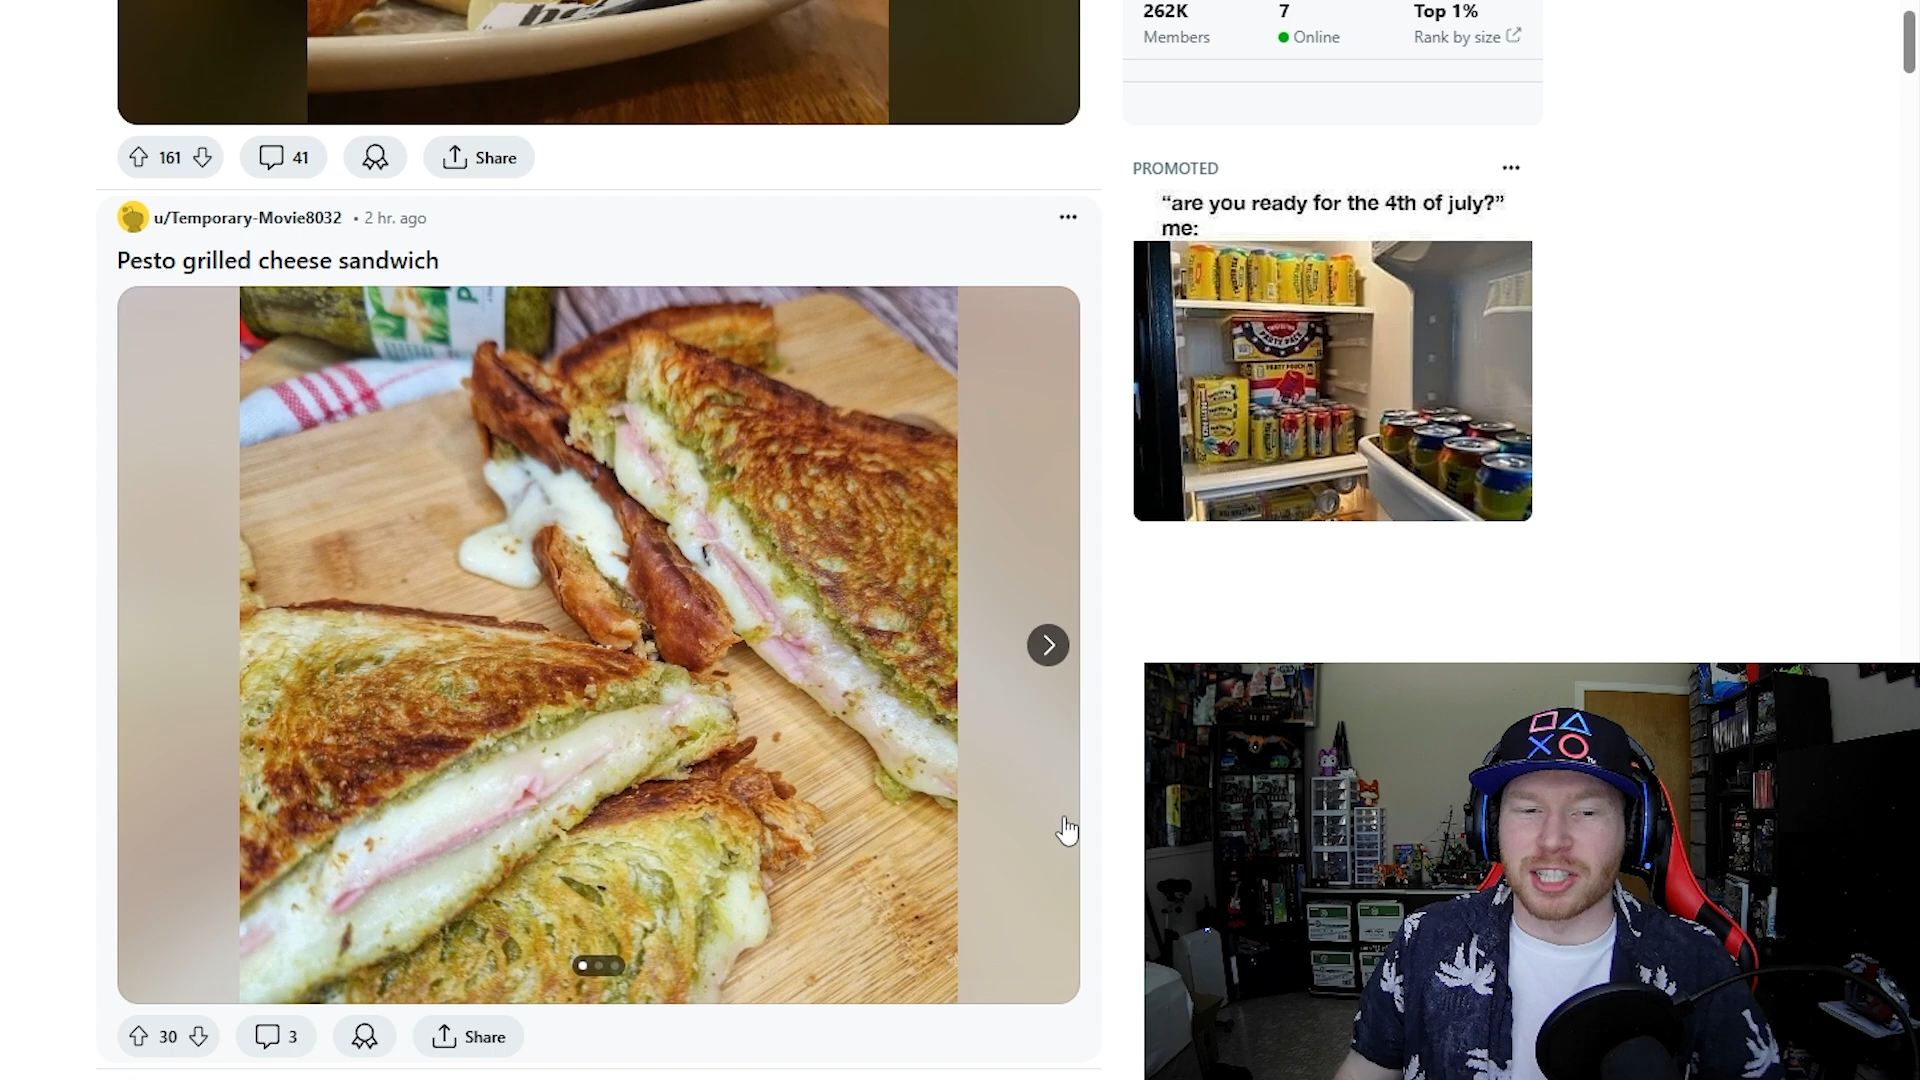 262K
Members
7
Online
Top 1%
Rank by size
161
41
Share
PROMOTED
“are you ready for the 4th of july?”
me:
u/Temporary-Movie8032 • 2 hr. ago
Pesto grilled cheese sandwich
30
3
Share